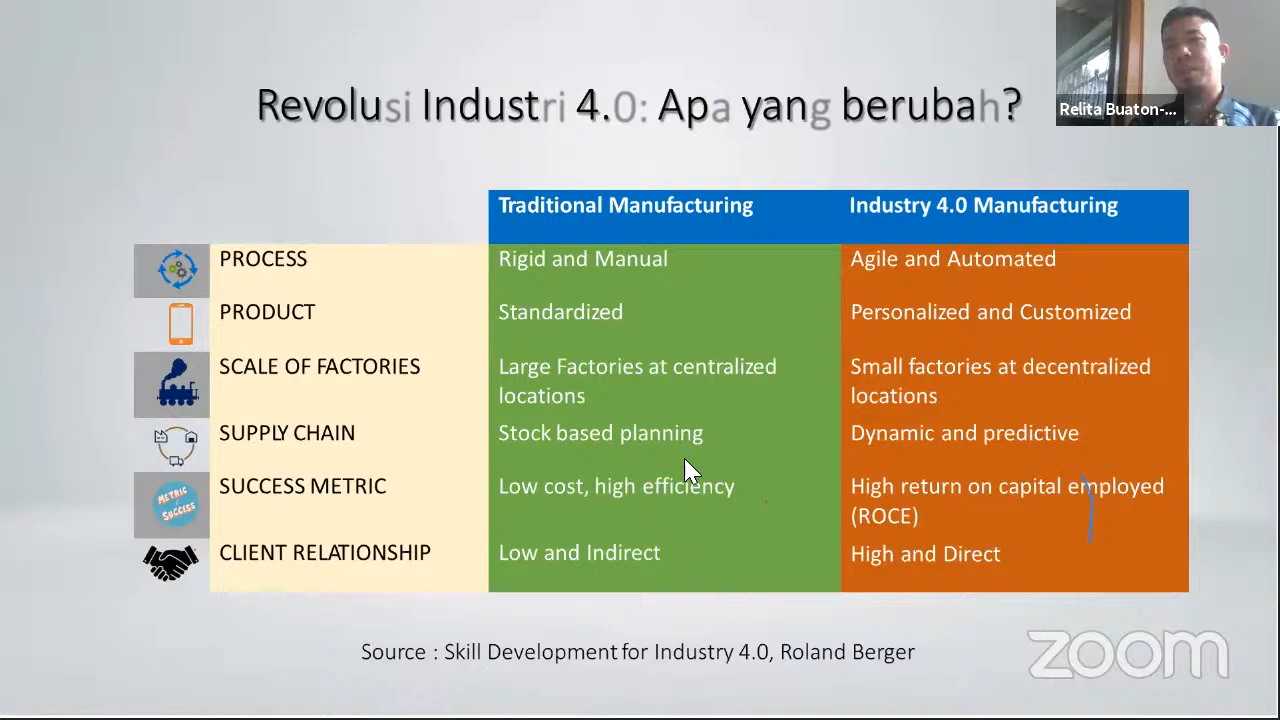 Revolusi Industri 4.0: Apa yang berubah?
Relita Buaton-...
Traditional Manufacturing
Industry 4.0 Manufacturing
PROCESS
Rigid and Manual
Agile and Automated
PRODUCT
Standardized
Personalized and Customized
SCALE OF FACTORIES
Large Factories at centralized
locations
Small factories at decentralized
locations
SUPPLY CHAIN
Stock based planning
Dynamic and predictive
METRIC
SUCCESS
SUCCESS METRIC
Low cost, high efficiency
High return on capital employed
(ROCE)
CLIENT RELATIONSHIP
Low and Indirect
High and Direct
Source : Skill Development for Industry 4.0, Roland Berger
zoom